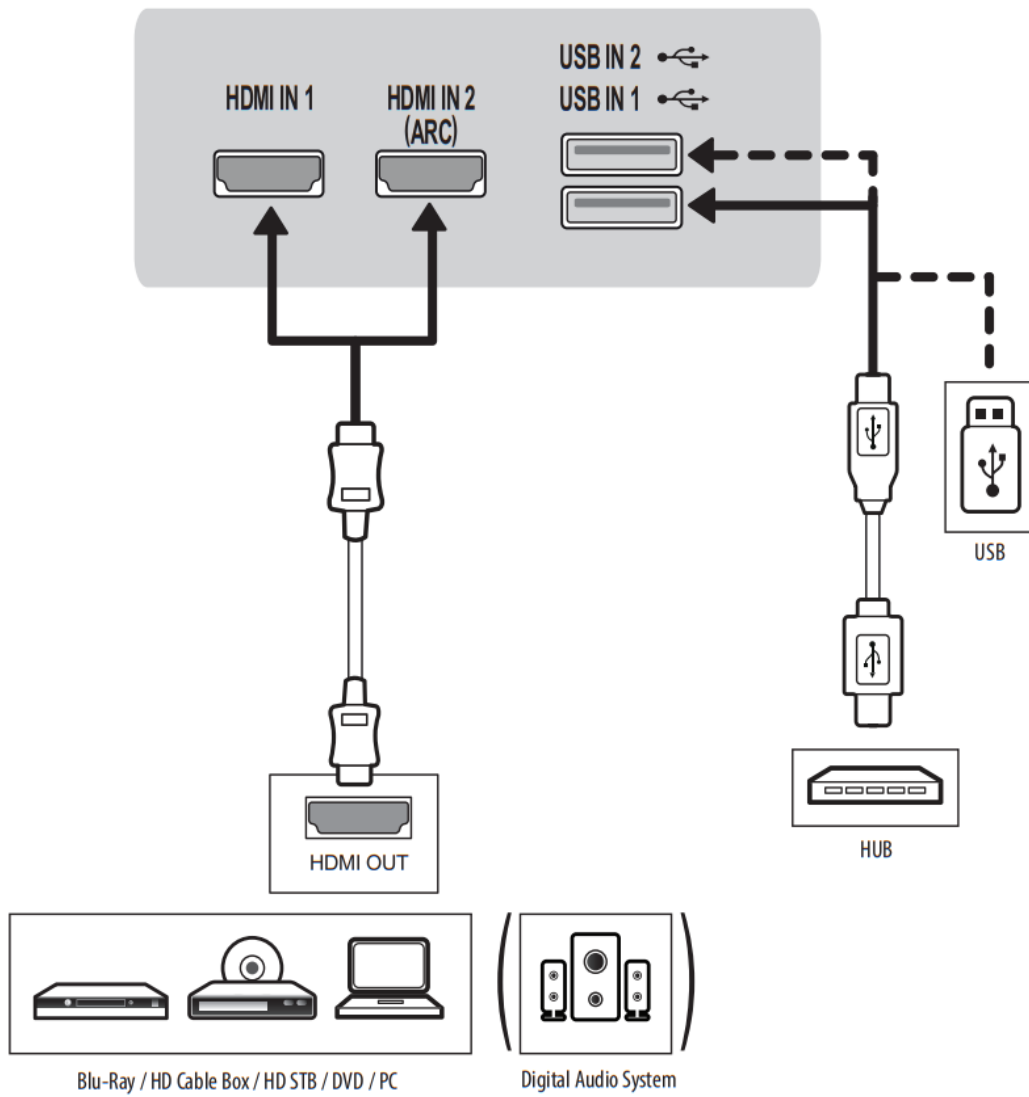 HDMI IN 1
HDMI IN 2
(ARC)
USB IN 2
USB IN 1
USB
HUB
HDMI OUT
Blu-Ray / HD Cable Box / HD STB / DVD / PC
Digital Audio System